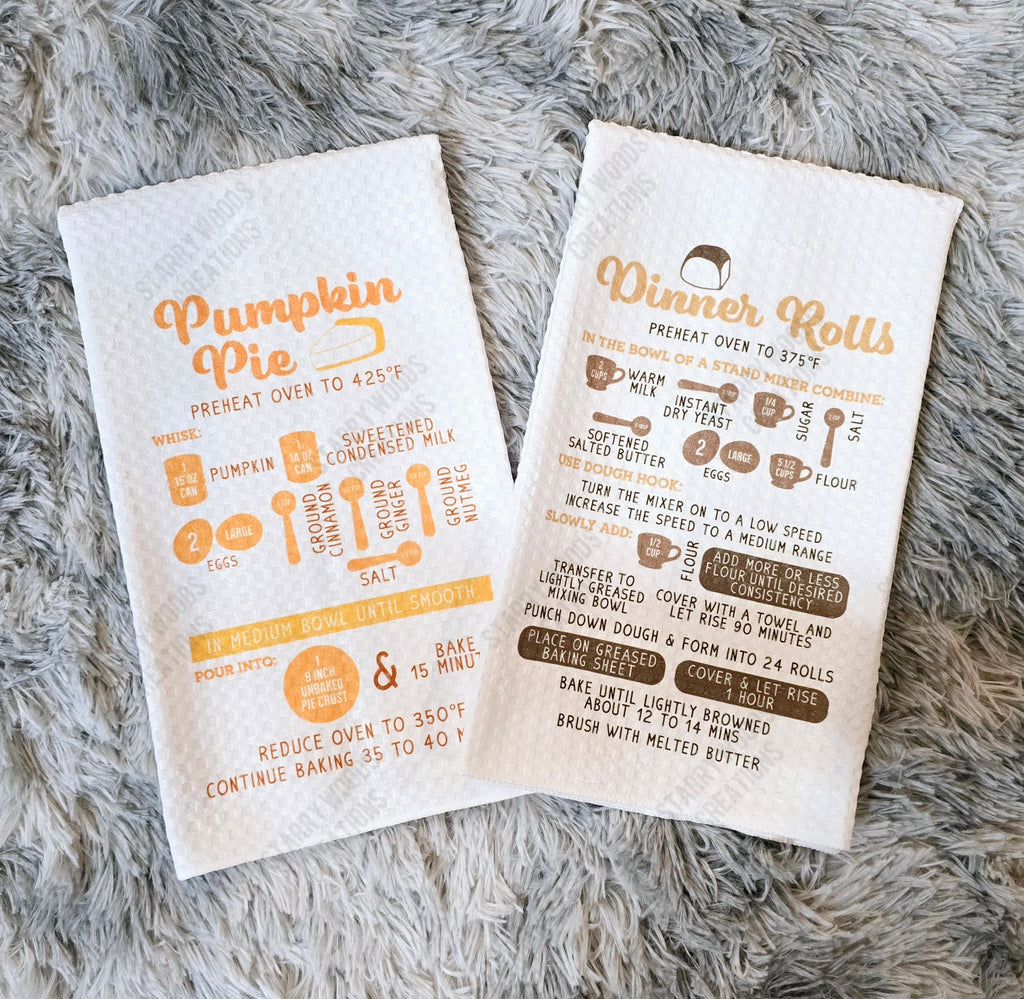 Pumpkin
Pie
PREHEAT OVEN TO 425°F
WHISK:
1
15 OZ
CAN
PUMPKIN
1
14 OZ
CAN
SWEETENED
CONDENSED MILK
2
LARGE
EGGS
GROUND
CINNAMON
GROUND
GINGER
GROUND
NUTMEG
SALT
IN MEDIUM BOWL UNTIL SMOOTH
POUR INTO:
1
9 INCH
UNBAKED
PIE CRUST
&
BAKE
15 MINUT
REDUCE OVEN TO 350°F
CONTINUE BAKING 35 TO 40 M
Dinner Rolls
PREHEAT OVEN TO 375°F
IN THE BOWL OF A STAND MIXER COMBINE:
2
CUPS
WARM
MILK
INSTANT
DRY YEAST
1/4
CUP
SUGAR
SALT
SOFTENED
SALTED BUTTER
2
LARGE
EGGS
5 1/2
CUPS
FLOUR
USE DOUGH HOOK:
TURN THE MIXER ON TO A LOW SPEED
INCREASE THE SPEED TO A MEDIUM RANGE
SLOWLY ADD:
1/2
CUP
FLOUR
ADD MORE OR LESS
FLOUR UNTIL DESIRED
CONSISTENCY
TRANSFER TO
LIGHTLY GREASED
MIXING BOWL
COVER WITH A TOWEL AND
LET RISE 90 MINUTES
PUNCH DOWN DOUGH & FORM INTO 24 ROLLS
PLACE ON GREASED
BAKING SHEET
COVER & LET RISE
1 HOUR
BAKE UNTIL LIGHTLY BROWNED
ABOUT 12 TO 14 MINS
BRUSH WITH MELTED BUTTER
STARRY WOODS
CREATIONS
STARRY WOODS
CREATIONS